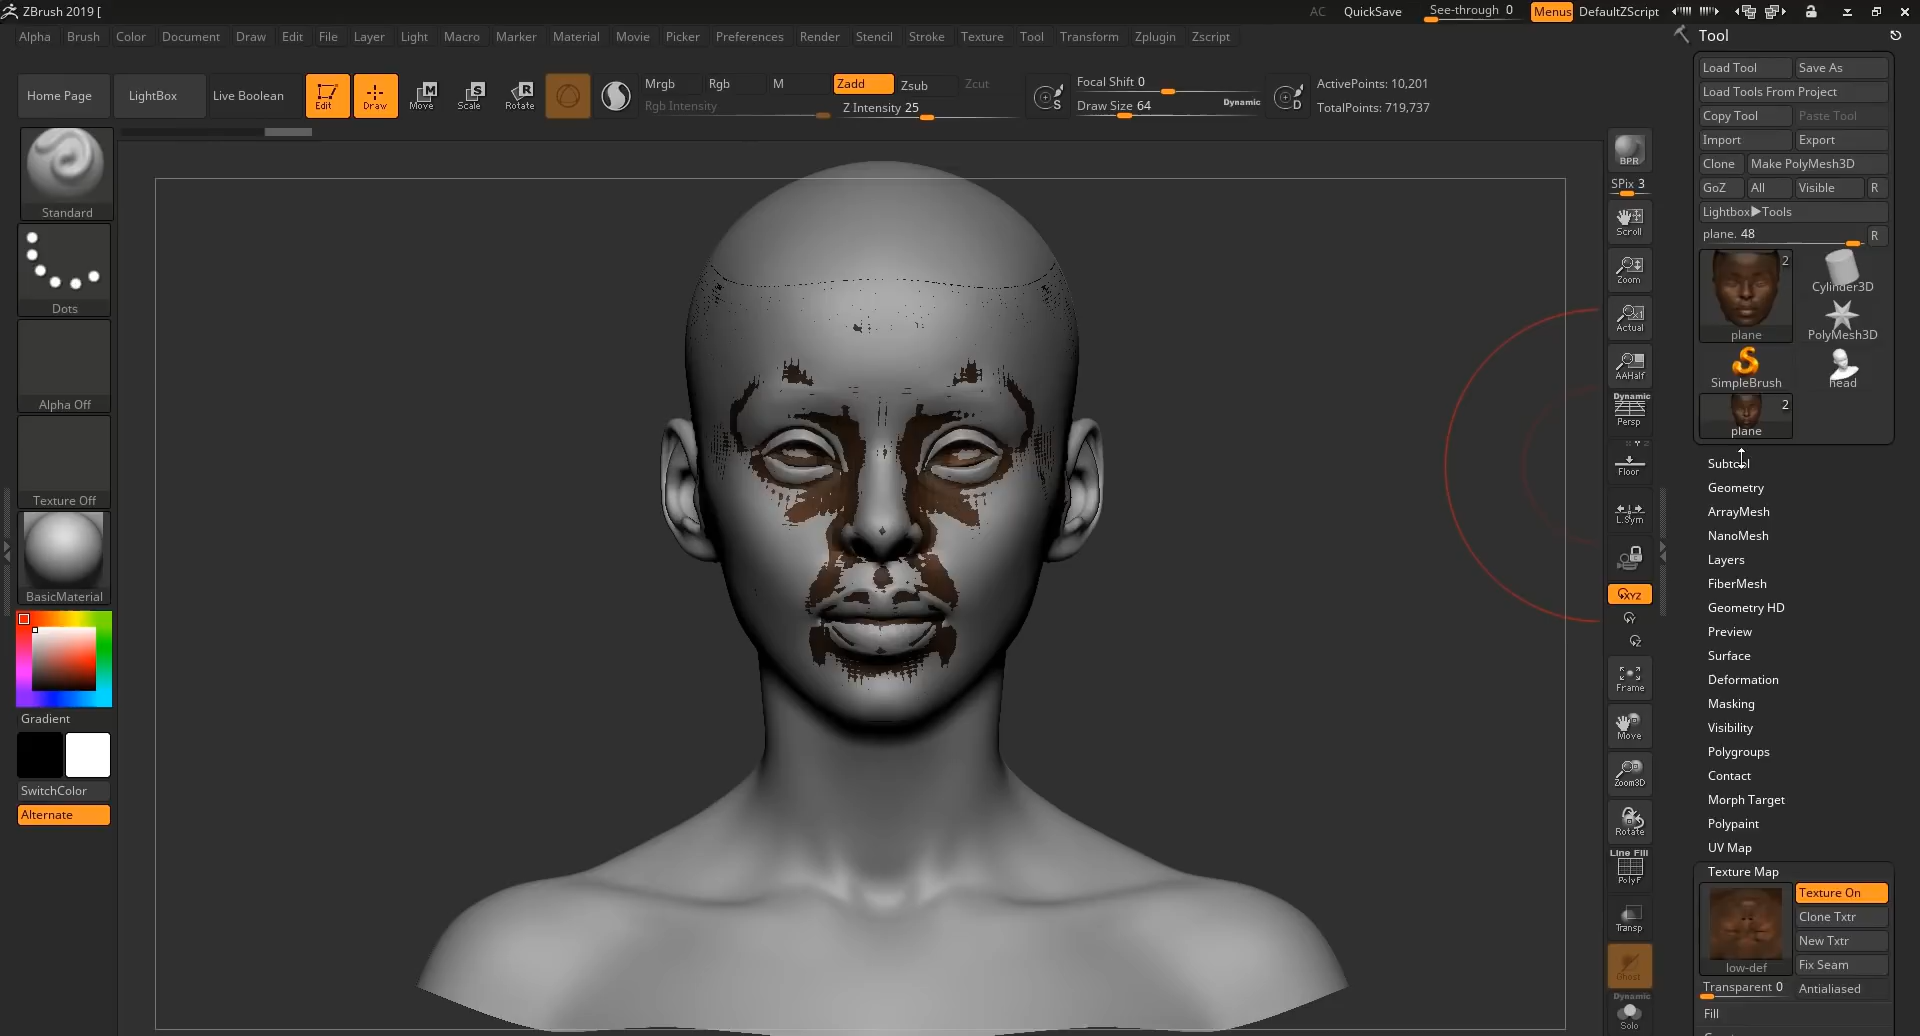 ZBrush 2019 [
AC QuickSave See-through 0 Menus DefaultZScript
Alpha Brush Color Document Draw Edit File Layer Light Macro Marker Material Movie Picker Preferences Render Stencil Stroke Texture Tool Transform Zplugin Zscript
Home Page LightBox Live Boolean Edit Draw Move Scale Rotate
Mrgb Rgb M Zadd Zsub Zcut
Rgb Intensity Z Intensity 25
Focal Shift 0
Draw Size 64 Dynamic
ActivePoints: 10,201
TotalPoints: 719,737
Standard
Dots
Alpha Off
Texture Off
BasicMaterial
Gradient
SwitchColor
Alternate
BPR
SPix 3
Scroll
Zoom
Actual
AAHalf
Dynamic
Persp
Floor
L.Sym
XYZ
Y
Z
Frame
Move
Zoom3D
Rotate
Line Fill
PolyF
Transp
Ghost
Dynamic
Solo
Tool
Load Tool Save As
Load Tools From Project
Copy Tool Paste Tool
Import Export
Clone Make PolyMesh3D
GoZ All Visible R
Lightbox▶Tools
plane. 48 R
2
plane
Cylinder3D
PolyMesh3D
SimpleBrush head
2
plane
Subtool
Geometry
ArrayMesh
NanoMesh
Layers
FiberMesh
Geometry HD
Preview
Surface
Deformation
Masking
Visibility
Polygroups
Contact
Morph Target
Polypaint
UV Map
Texture Map
Texture On
Clone Txtr
New Txtr
low-def Fix Seam
Transparent 0 Antialiased
Fill